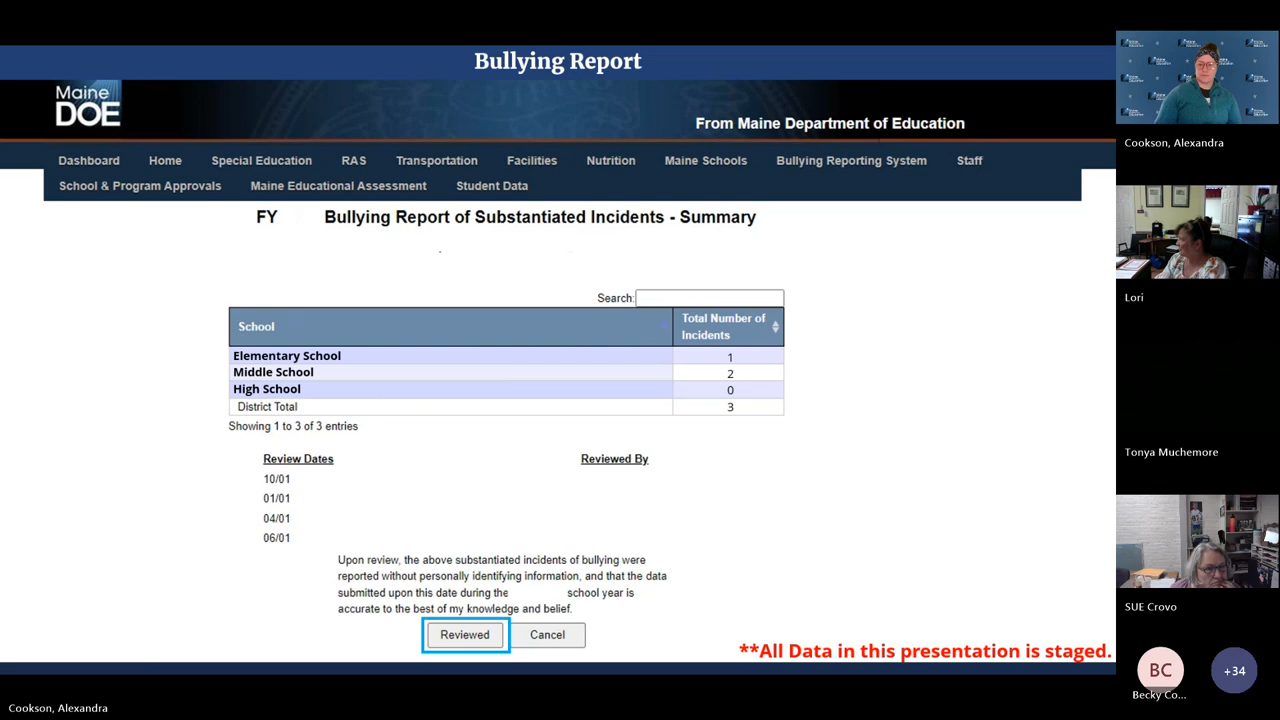 Bullying Report
Maine
DOE
From Maine Department of Education
Dashboard Home Special Education RAS Transportation Facilities Nutrition Maine Schools Bullying Reporting System Staff
School & Program Approvals Maine Educational Assessment Student Data
FY Bullying Report of Substantiated Incidents - Summary
Search:
School Total Number of
Incidents
Elementary School 1
Middle School 2
High School 0
District Total 3
Showing 1 to 3 of 3 entries
Review Dates Reviewed By
10/01
01/01
04/01
06/01
Upon review, the above substantiated incidents of bullying were
reported without personally identifying information, and that the data
submitted upon this date during the school year is
accurate to the best of my knowledge and belief.
Reviewed Cancel
**All Data in this presentation is staged.
Cookson, Alexandra
Lori
Tonya Muchemore
SUE Crovo
BC +34
Becky Co...
Cookson, Alexandra